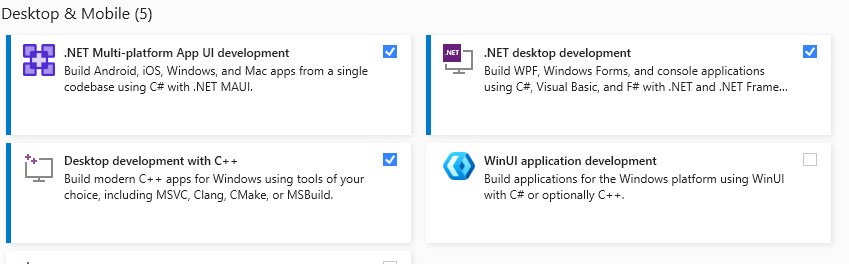 Desktop & Mobile (5)
.NET Multi-platform App UI development
Build Android, iOS, Windows, and Mac apps from a single
codebase using C# with .NET MAUI.
.NET
.NET desktop development
Build WPF, Windows Forms, and console applications
using C#, Visual Basic, and F# with .NET and .NET Frame...
Desktop development with C++
Build modern C++ apps for Windows using tools of your
choice, including MSVC, Clang, CMake, or MSBuild.
WinUI application development
Build applications for the Windows platform using WinUI
with C# or optionally C++.